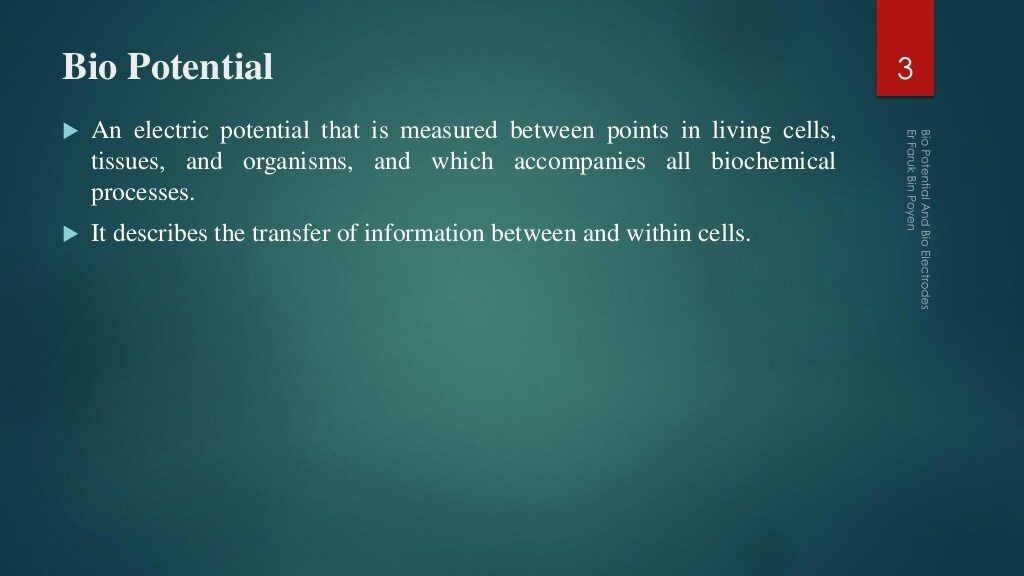 Bio Potential
3
An electric potential that is measured between points in living cells,
tissues, and organisms, and which accompanies all biochemical
processes.
It describes the transfer of information between and within cells.
Bio Potential And Bio Electrodes
Er Faruk Bin Poyen